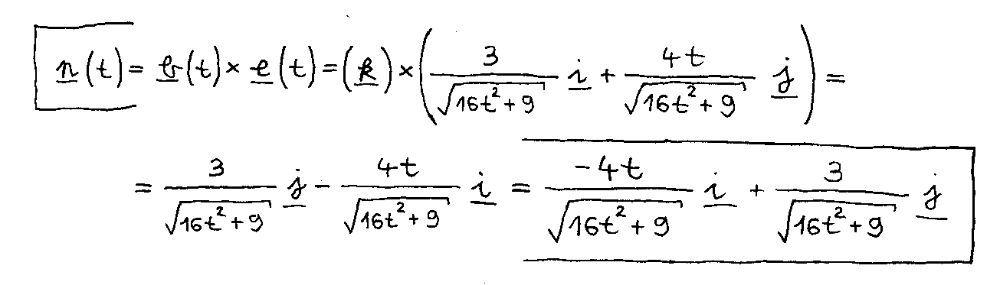 n(t) = b(t) × e(t) = (k) × (3/√(16t²+9) i + 4t/√(16t²+9) j) =
= 3/√(16t²+9) j − 4t/√(16t²+9) i = −4t/√(16t²+9) i + 3/√(16t²+9) j